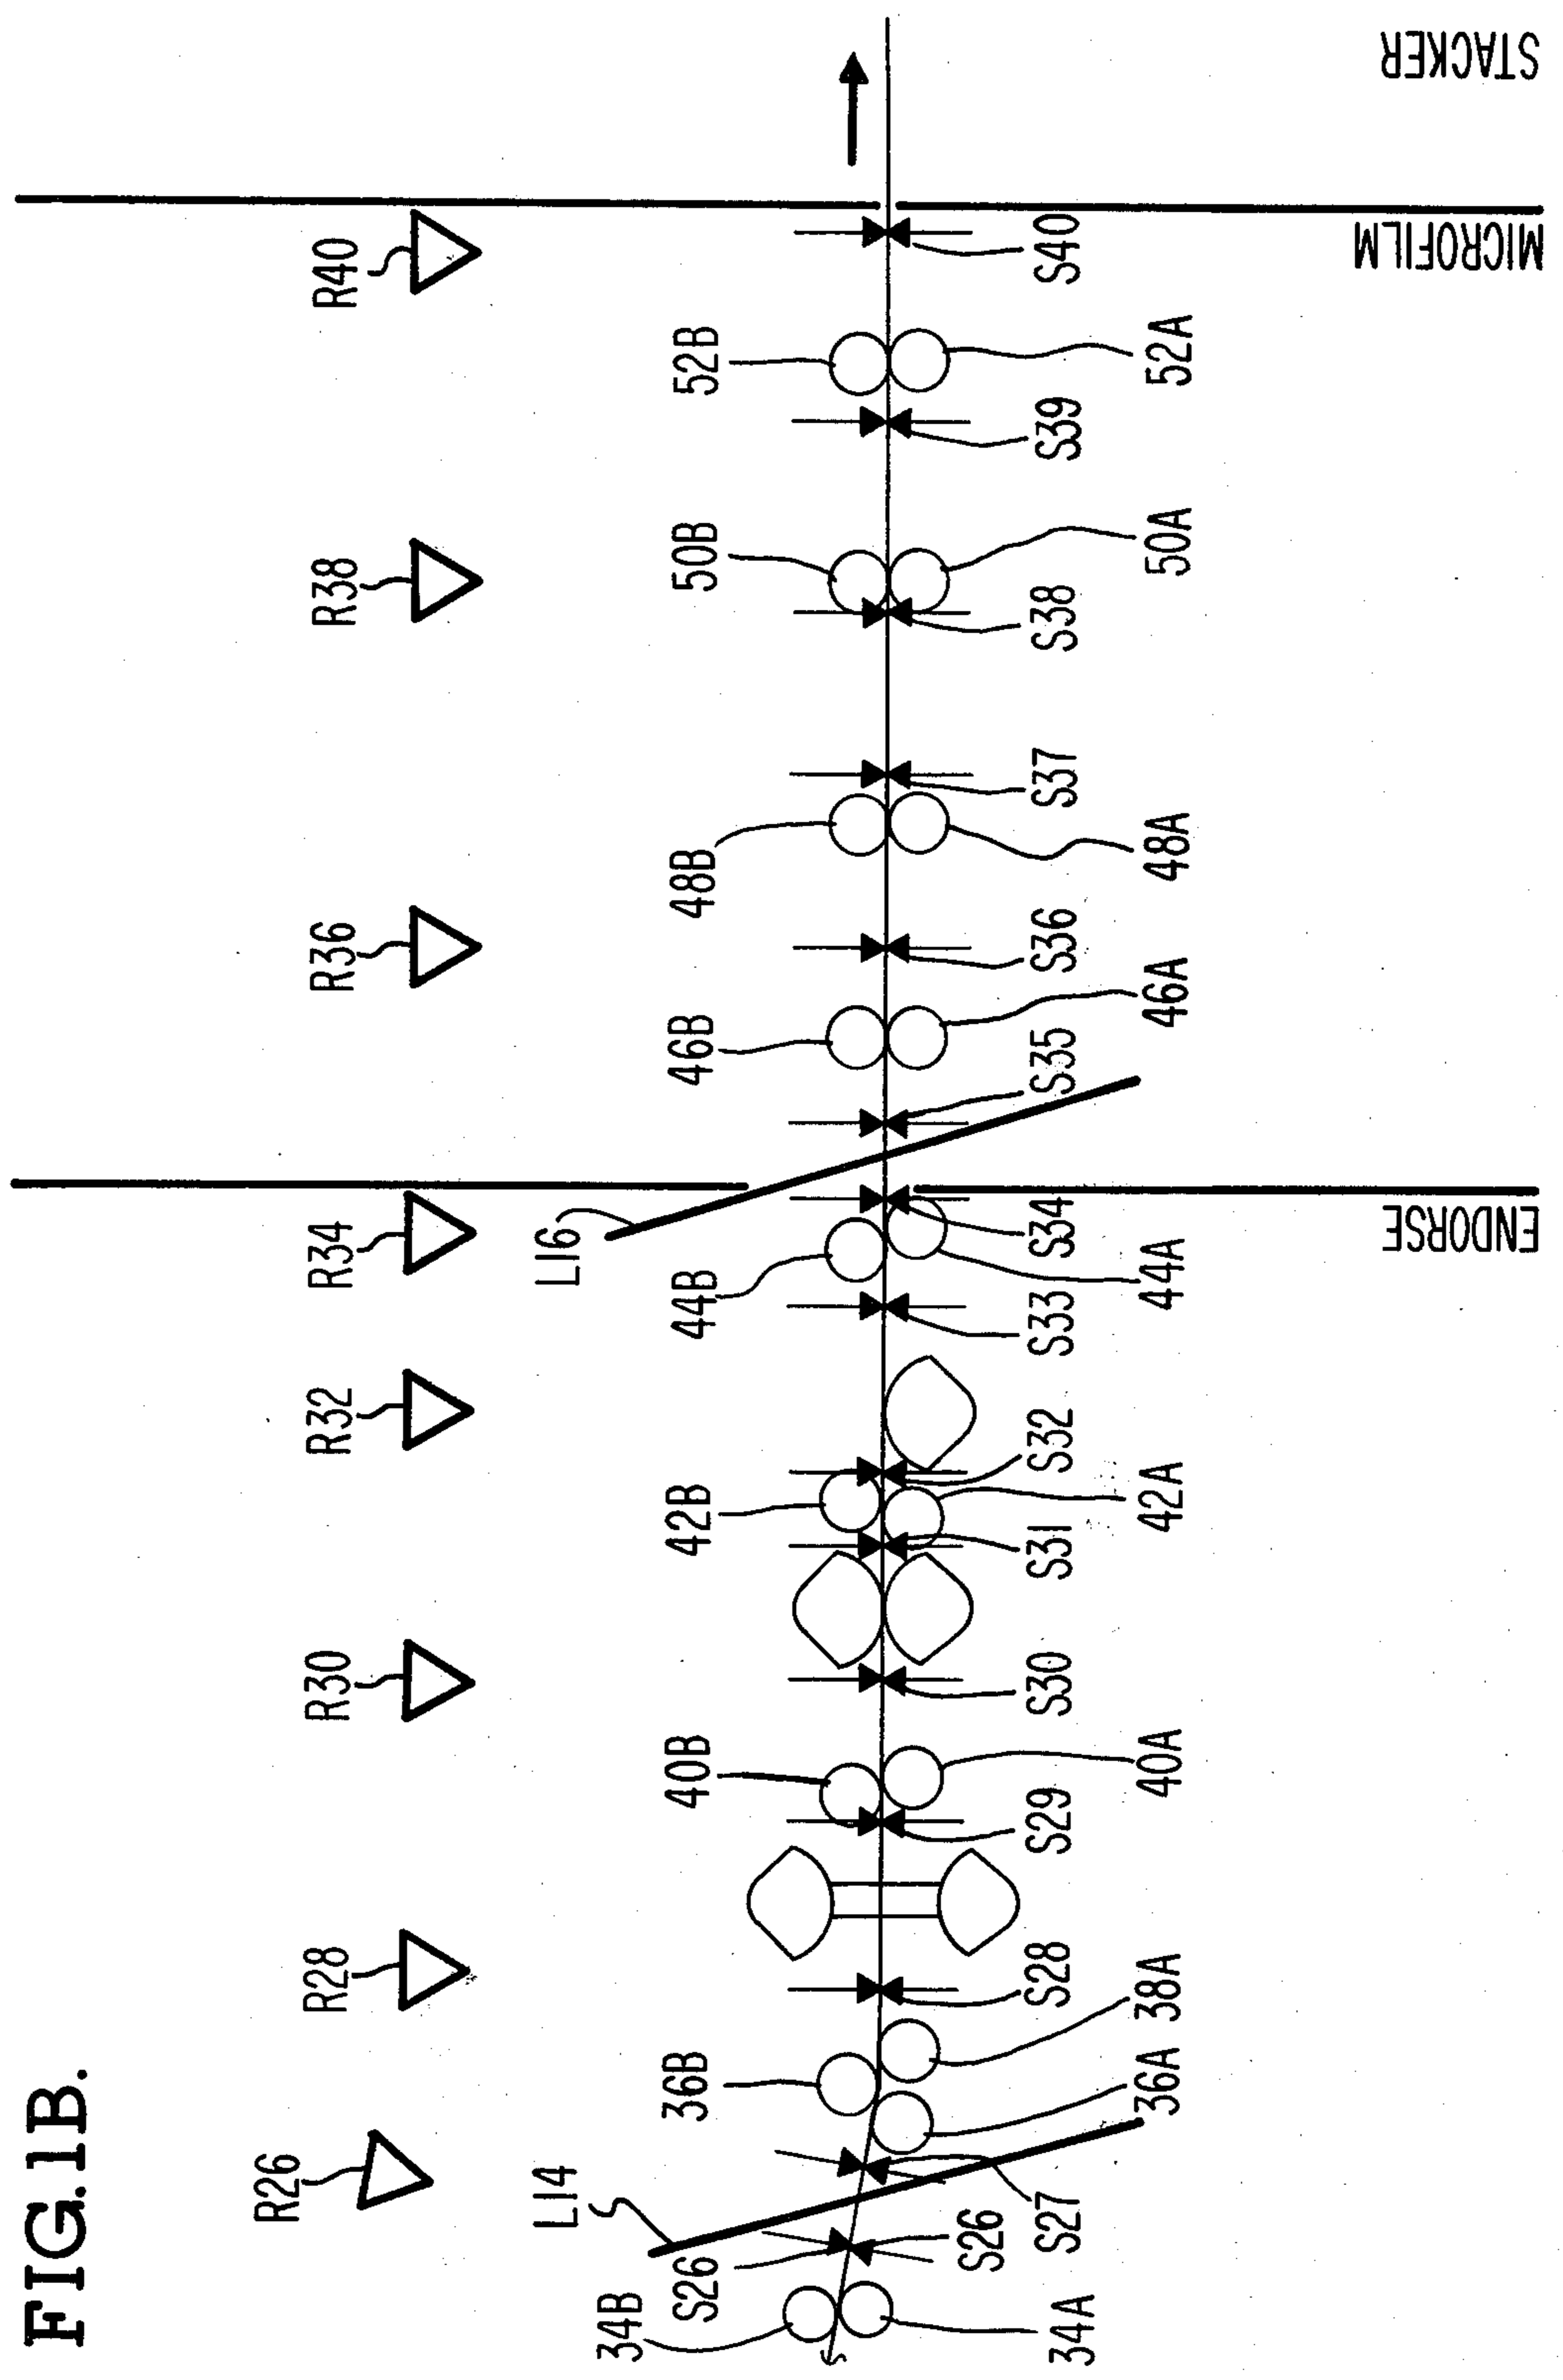 FIG.1B.
R26
R28
R30
R32
R34
R36
R38
R40
L14
L16
34B
S26
36B
40B
42B
44B
46B
48B
50B
52B
S26
S27
S28
S29
S30
S31
S32
S33
S34
S35
S36
S37
S38
S39
S40
34A
36A
38A
40A
42A
44A
46A
48A
50A
52A
ENDORSE
MICROFILM
STACKER